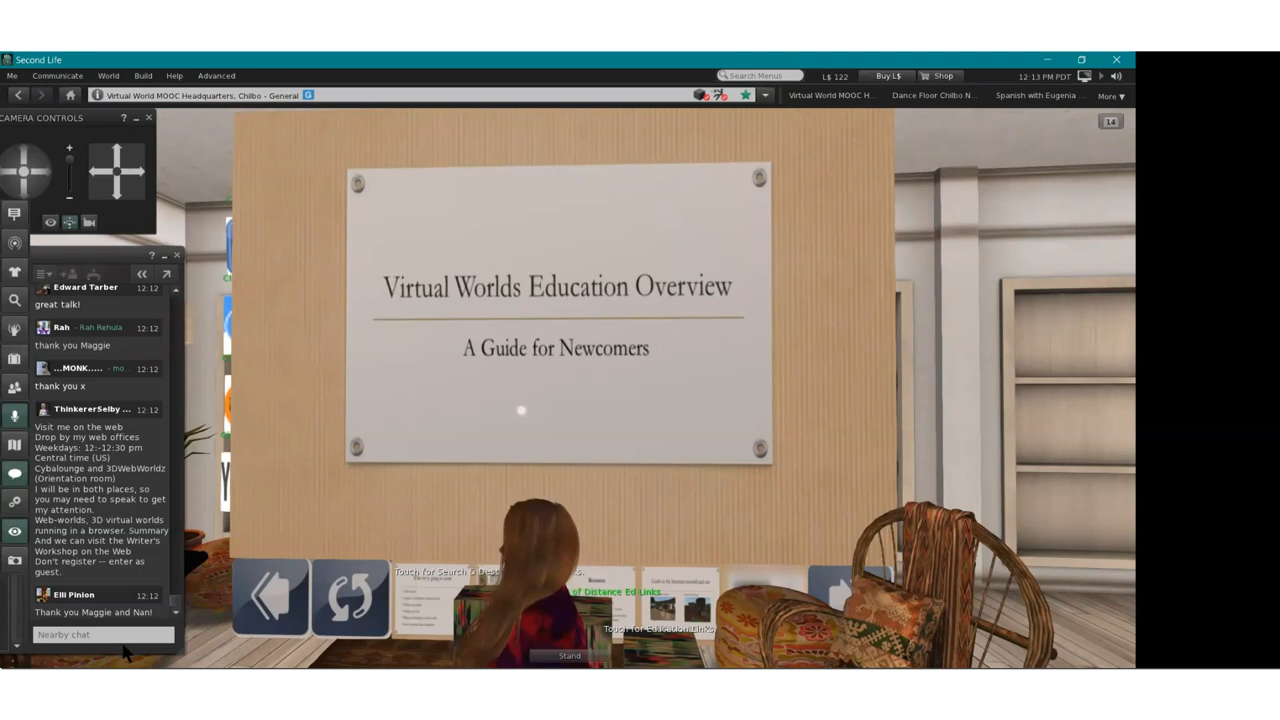 Second Life
Me Communicate World Build Help Advanced
Search Menus
L$ 122
Buy L$
Shop
12:13 PM PDT
Virtual World MOOC Headquarters, Chilbo - General G
Virtual World MOOC H...
Dance Floor Chilbo N...
Spanish with Eugenia ...
More ▼
CAMERA CONTROLS
14
Virtual Worlds Education Overview
A Guide for Newcomers
Edward Tarber 12:12
great talk!
Rah - Rah Rehula 12:12
thank you Maggie
...MONK..... - mo... 12:12
thank you x
ThinkererSelby ... 12:12
Visit me on the web
Drop by my web offices
Weekdays: 12:-12:30 pm
Central time (US)
Cybalounge and 3DWebWorldz
(Orientation room)
I will be in both places, so
you may need to speak to get
my attention.
Web-worlds, 3D virtual worlds
running in a browser. Summary
And we can visit the Writer's
Workshop on the Web
Don't register -- enter as
guest.
Elli Pinion 12:12
Thank you Maggie and Nan!
Nearby chat
Touch for Search & Dest
ks.
of Distance Ed Links
Touch for Education Links
Stand